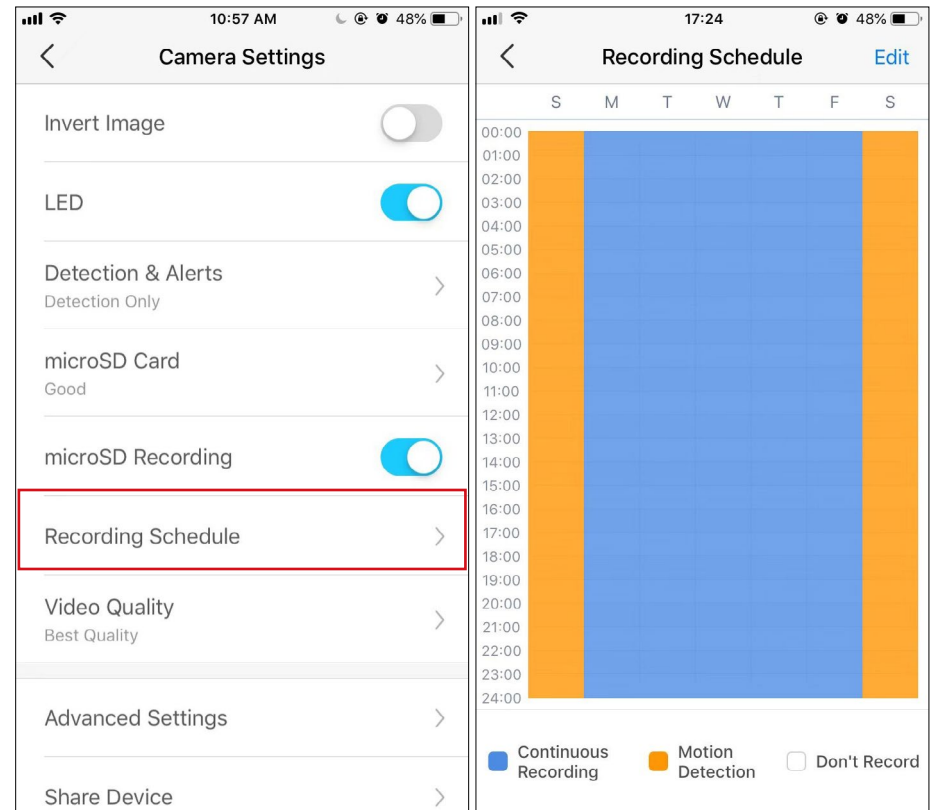 10:57 AM
48%
Camera Settings
Invert Image
LED
Detection & Alerts
Detection Only
microSD Card
Good
microSD Recording
Recording Schedule
Video Quality
Best Quality
Advanced Settings
Share Device
17:24
48%
Recording Schedule
Edit
S M T W T F S
00:00
01:00
02:00
03:00
04:00
05:00
06:00
07:00
08:00
09:00
10:00
11:00
12:00
13:00
14:00
15:00
16:00
17:00
18:00
19:00
20:00
21:00
22:00
23:00
24:00
Continuous
Recording
Motion
Detection
Don't Record